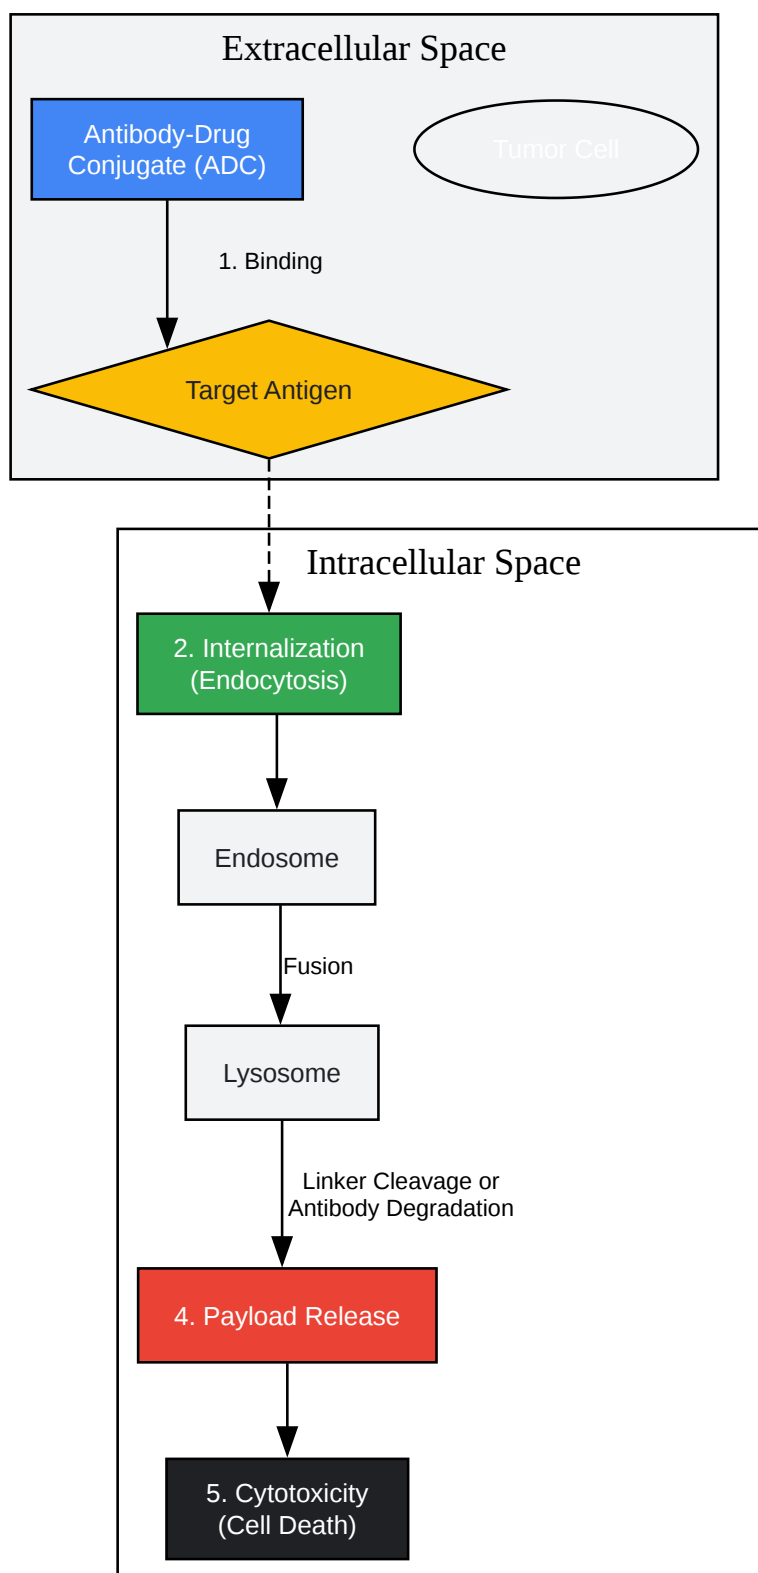 Extracellular Space
Antibody-Drug
Conjugate (ADC)
Tumor Cell
1. Binding
Target Antigen
Intracellular Space
2. Internalization
(Endocytosis)
Endosome
Fusion
Lysosome
Linker Cleavage or
Antibody Degradation
4. Payload Release
5. Cytotoxicity
(Cell Death)